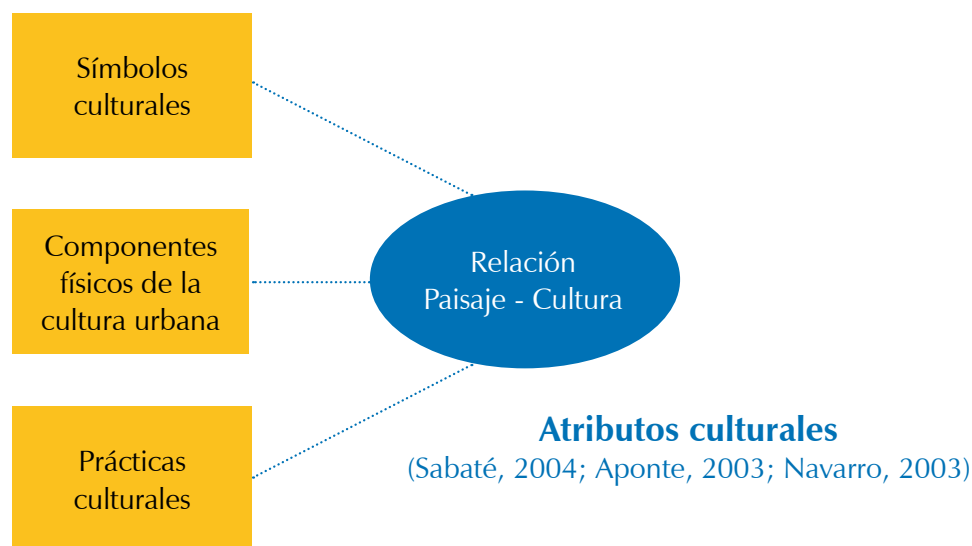 Símbolos
culturales
Componentes
físicos de la
cultura urbana
Prácticas
culturales
Relación
Paisaje - Cultura
Atributos culturales
(Sabaté, 2004; Aponte, 2003; Navarro, 2003)